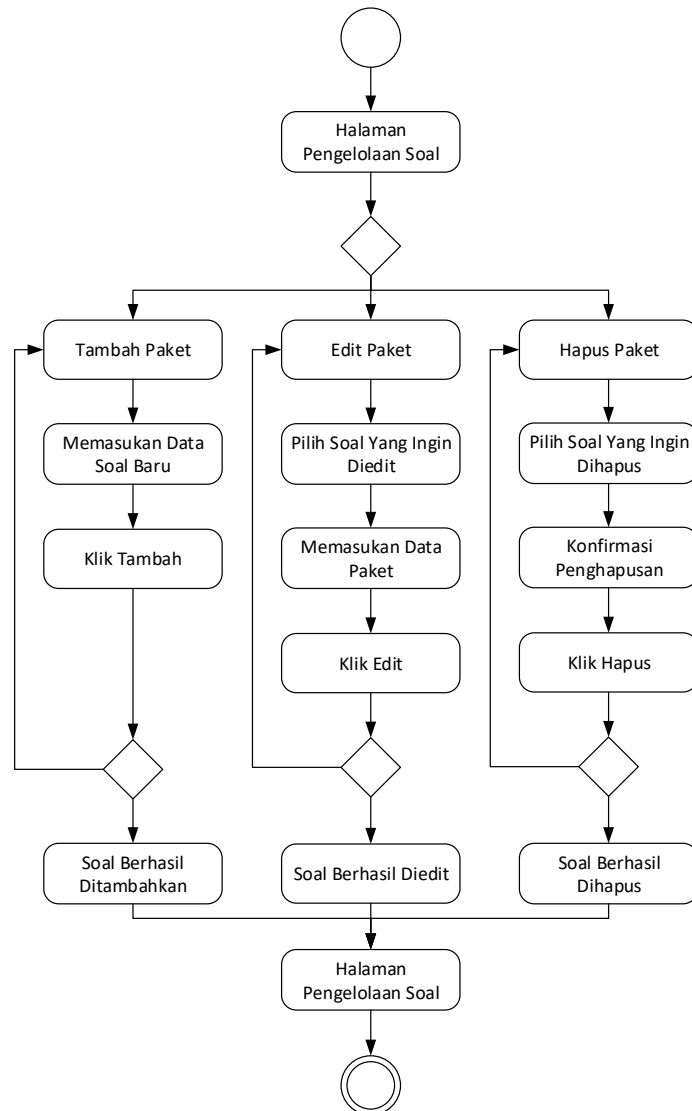 Halaman
Pengelolaan Soal
Tambah Paket
Edit Paket
Hapus Paket
Memasukan Data
Soal Baru
Pilih Soal Yang Ingin
Diedit
Pilih Soal Yang Ingin
Dihapus
Klik Tambah
Memasukan Data
Paket
Konfirmasi
Penghapusan
Klik Edit
Klik Hapus
Soal Berhasil
Ditambahkan
Soal Berhasil Diedit
Soal Berhasil
Dihapus
Halaman
Pengelolaan Soal